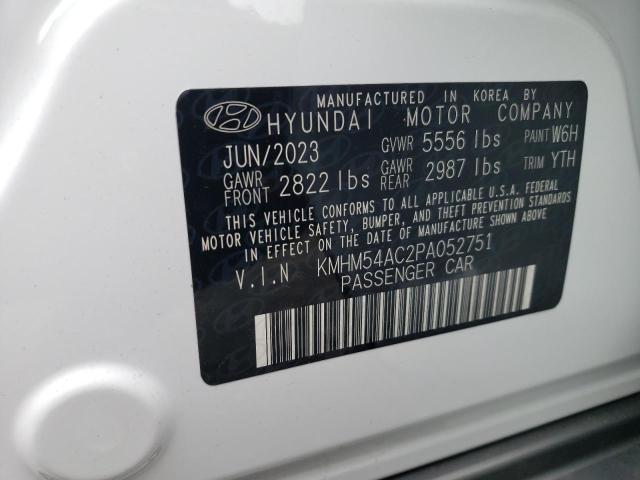 MANUFACTURED IN KOREA BY
HYUNDAI MOTOR COMPANY
JUN/2023 GVWR 5556 lbs PAINT W6H
GAWR FRONT 2822 lbs GAWR REAR 2987 lbs TRIM YTH
THIS VEHICLE CONFORMS TO ALL APPLICABLE U.S.A. FEDERAL
MOTOR VEHICLE SAFETY, BUMPER, AND THEFT PREVENTION STANDARDS
IN EFFECT ON THE DATE OF MANUFACTURE SHOWN ABOVE
V.I.N KMHM54AC2PA052751
PASSENGER CAR